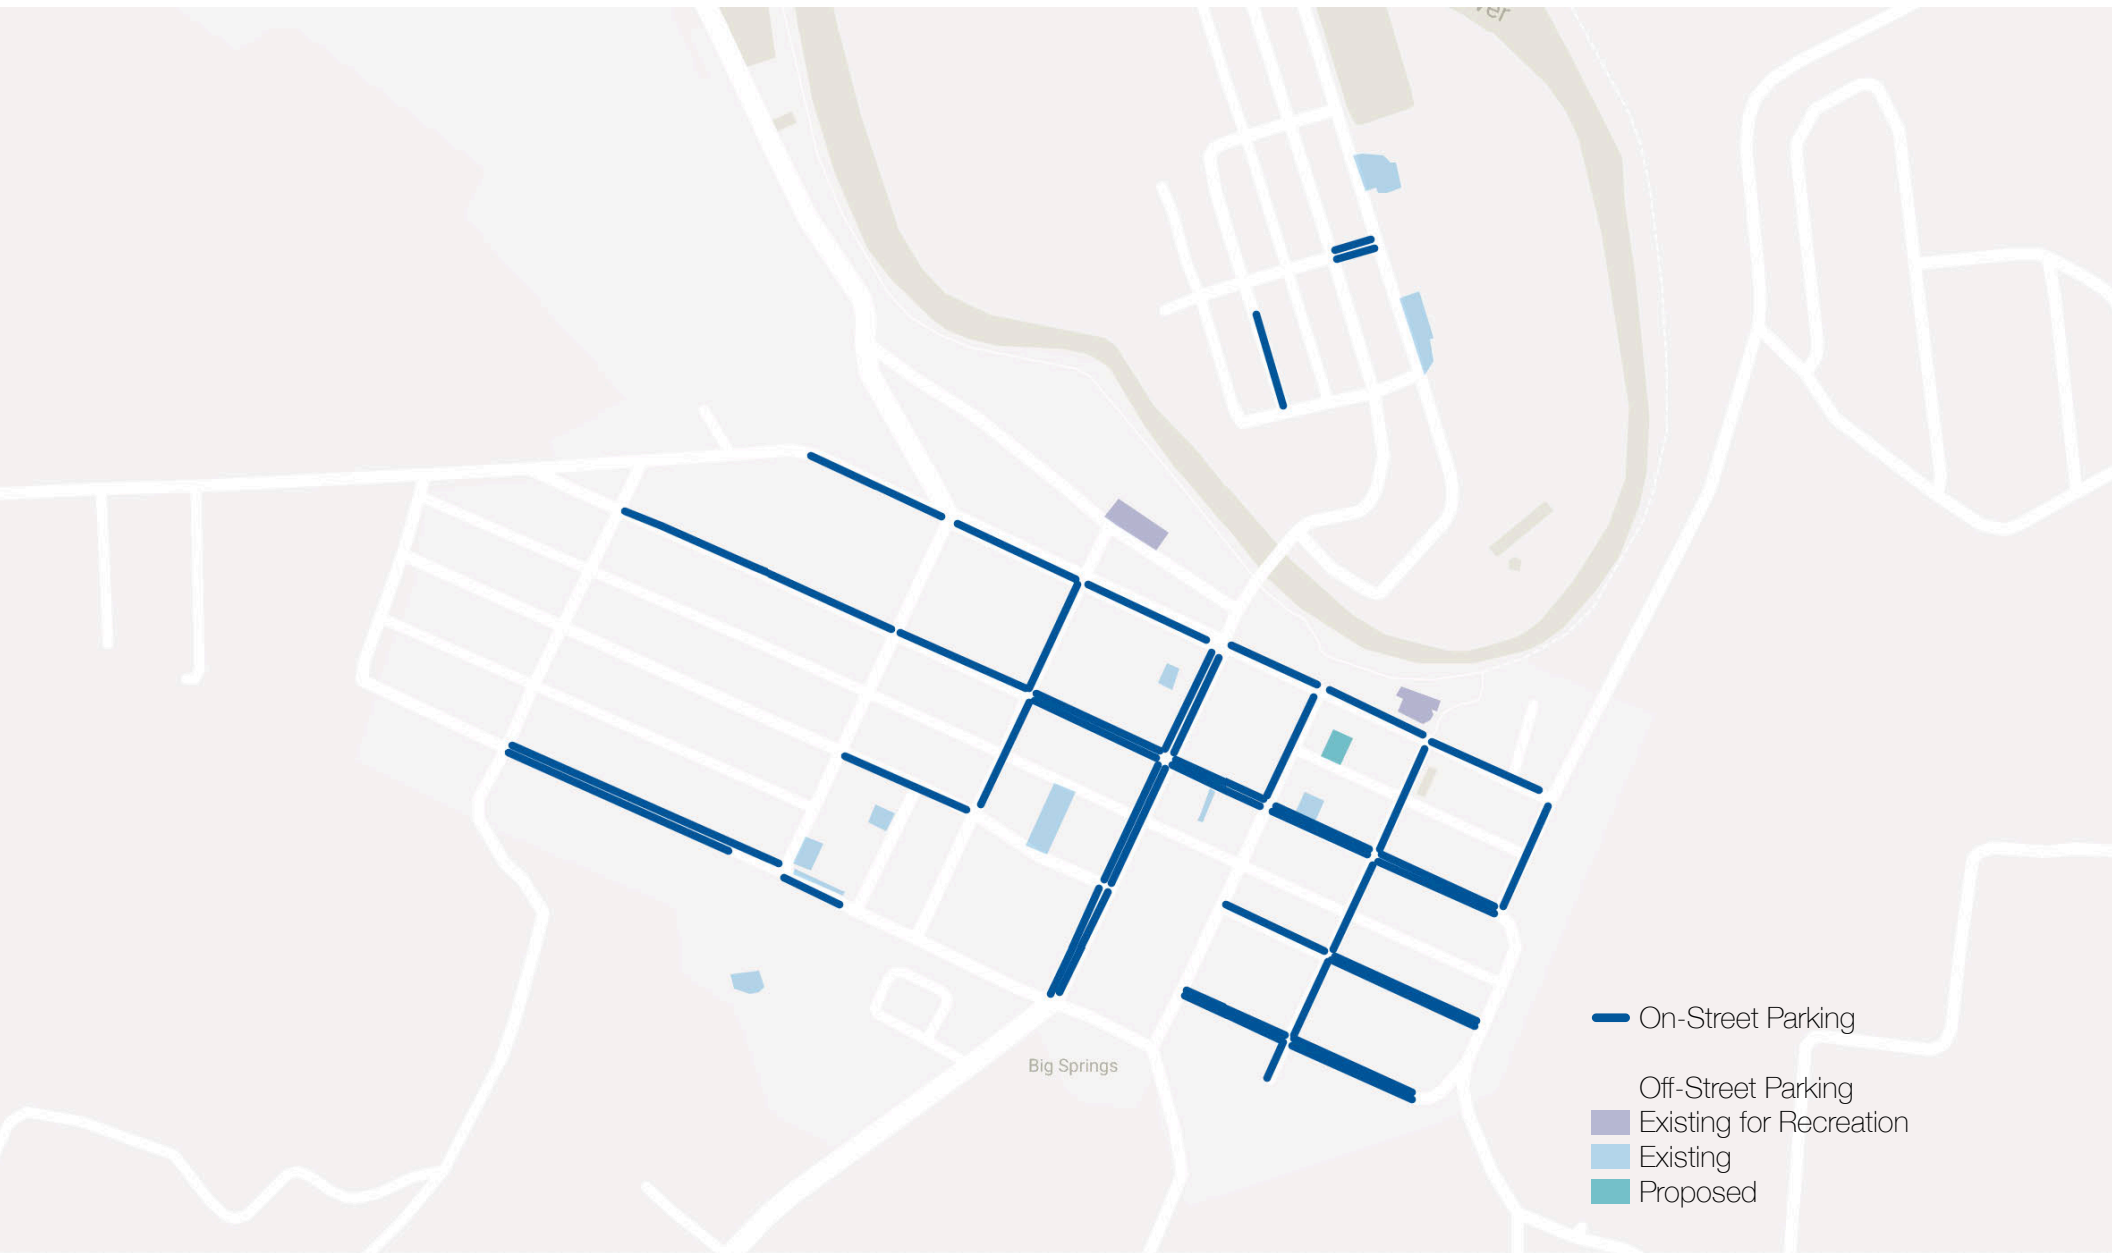 Big Springs
On-Street Parking
Off-Street Parking
Existing for Recreation
Existing
Proposed